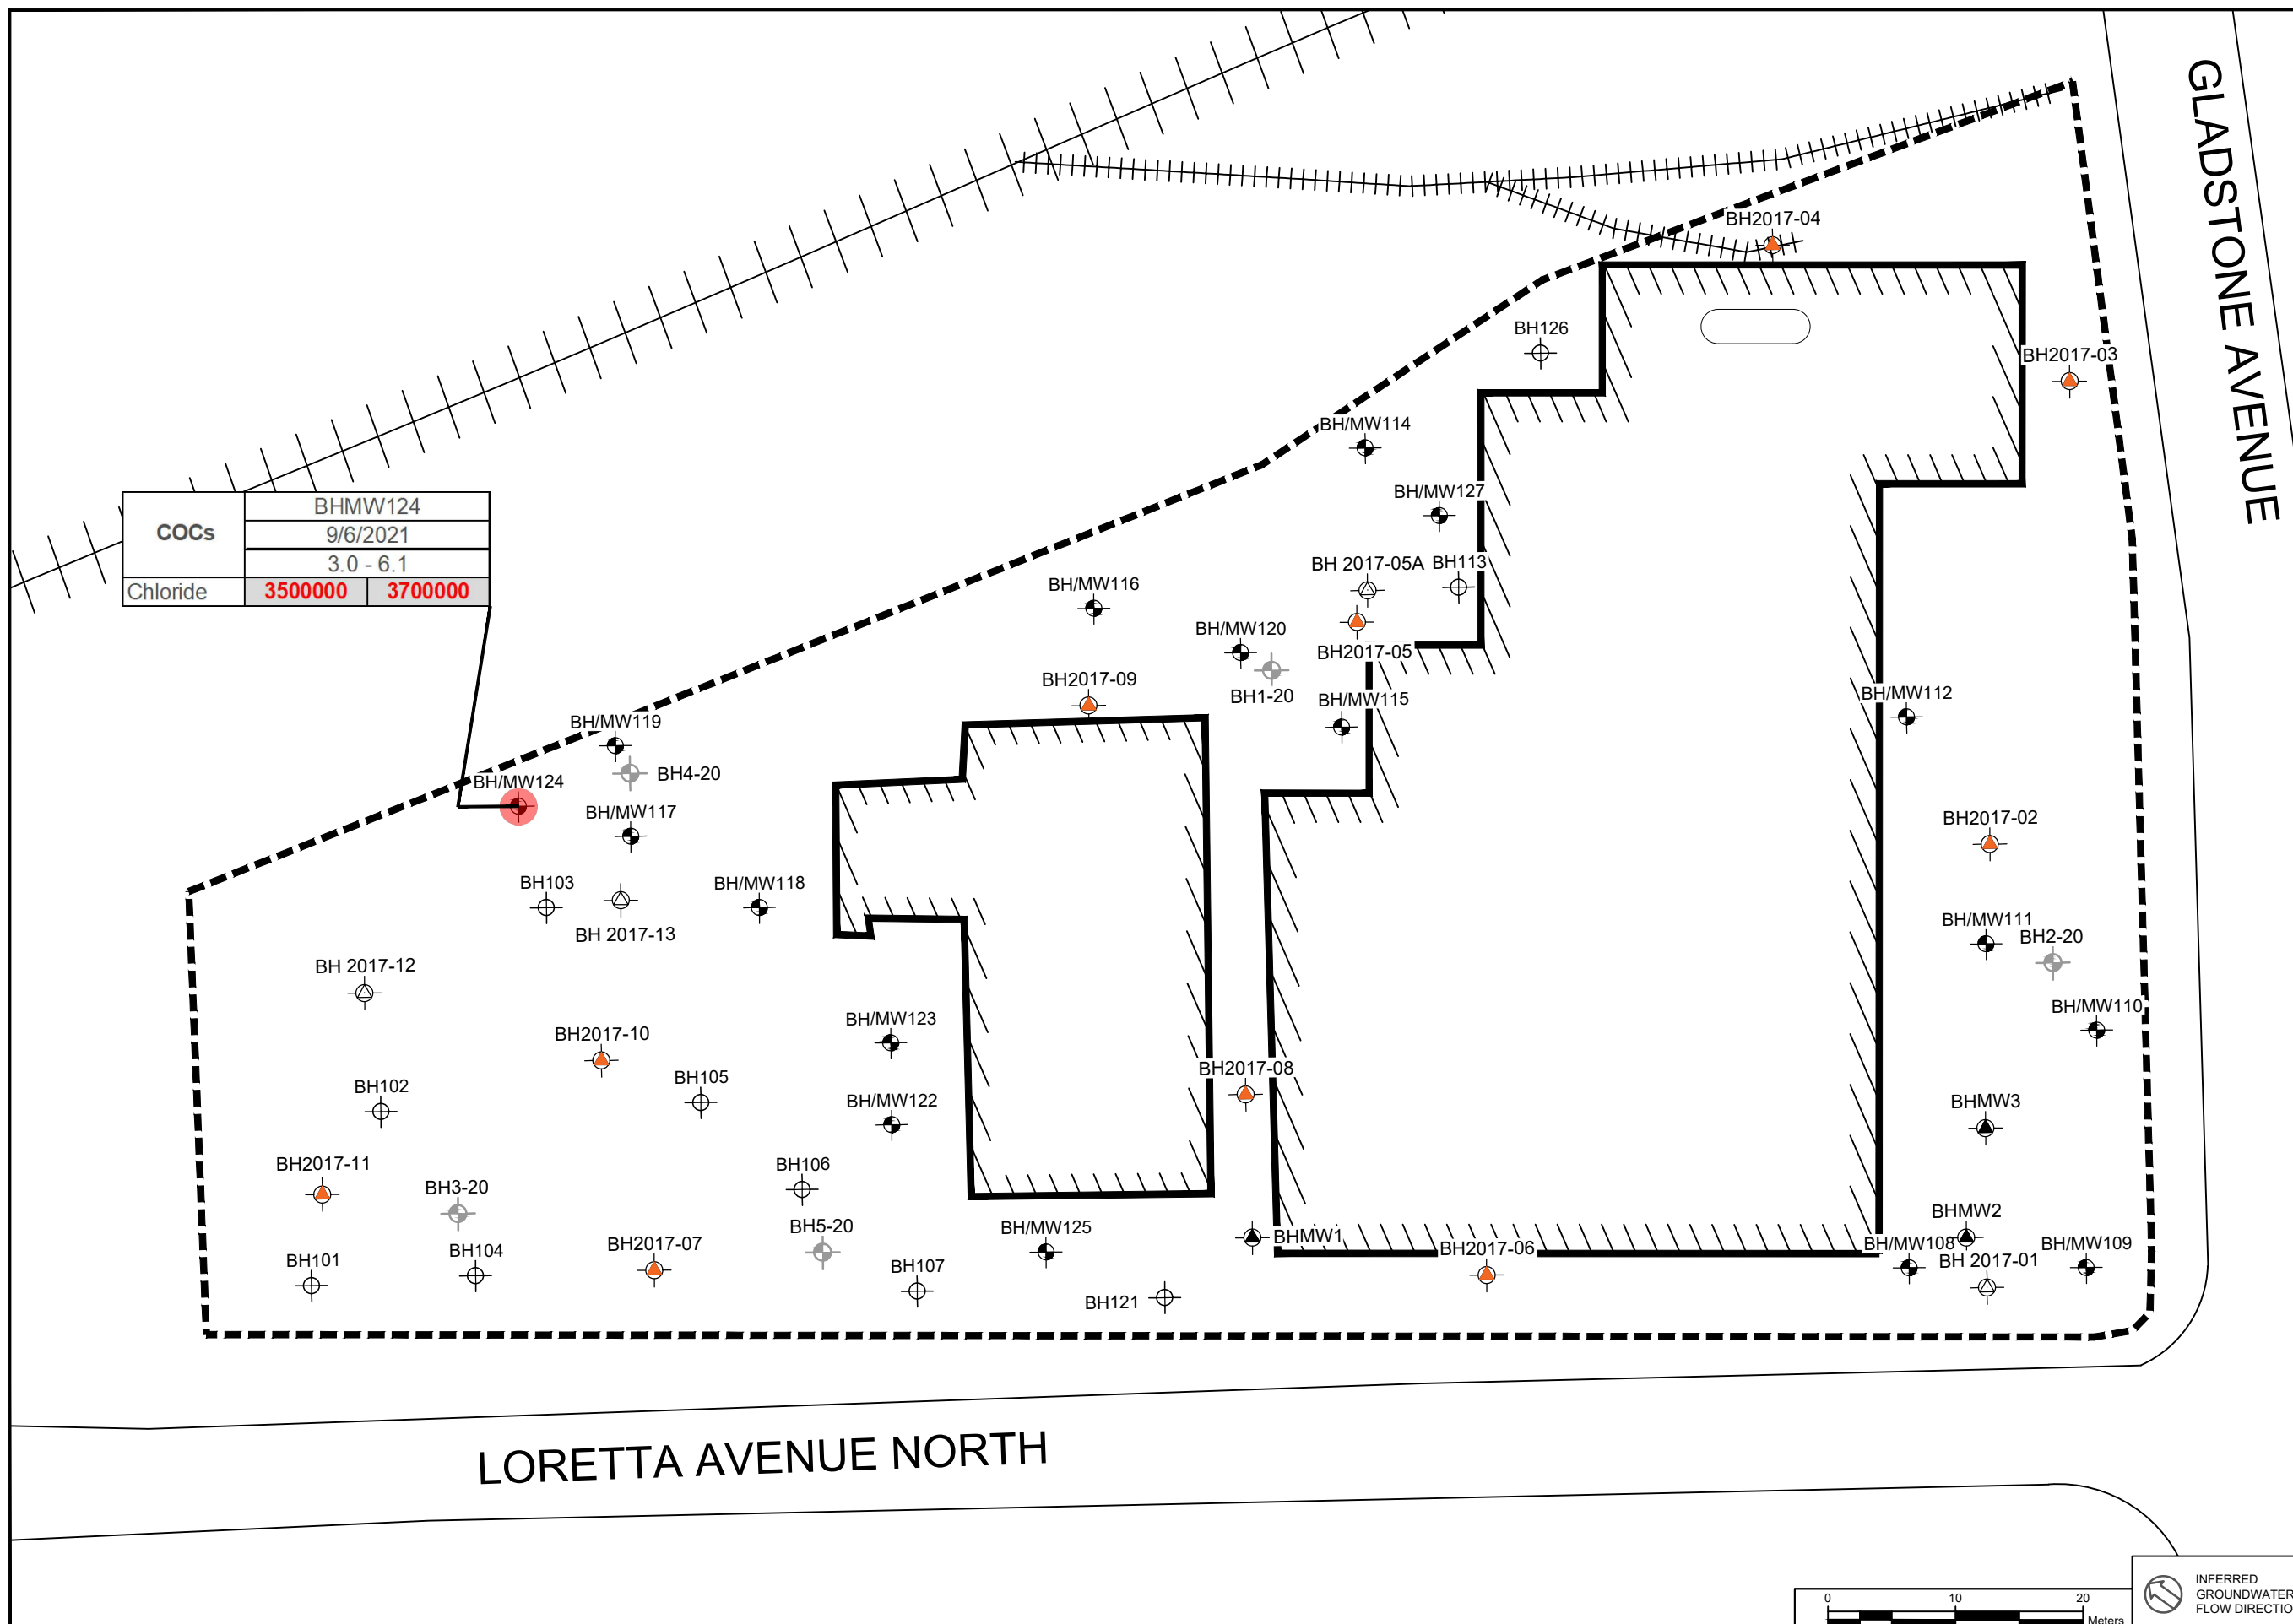 GLADSTONE AVENUE
BH2017-04
BH126
BH2017-03
BH/MW114
BH/MW127
COCs
BHMW124
9/6/2021
3.0 - 6.1
Chloride 3500000 3700000
BH 2017-05A
BH113
BH/MW116
BH/MW120
BH2017-05
BH2017-09
BH1-20
BH/MW115
BH/MW112
BH/MW119
BH4-20
BH/MW124
BH/MW117
BH2017-02
BH103
BH/MW118
BH 2017-13
BH/MW111
BH2-20
BH 2017-12
BH/MW110
BH/MW123
BH2017-10
BH2017-08
BH105
BH102
BH/MW122
BHMW3
BH2017-11
BH106
BH3-20
BHMW2
BH5-20
BH/MW125
BHMW1
BH2017-07
BH104
BH2017-06
BH/MW108
BH/MW109
BH101
BH107
BH 2017-01
BH121
LORETTA AVENUE NORTH
0 10 20
Meters
INFERRED
GROUNDWATER
FLOW DIRECTIO